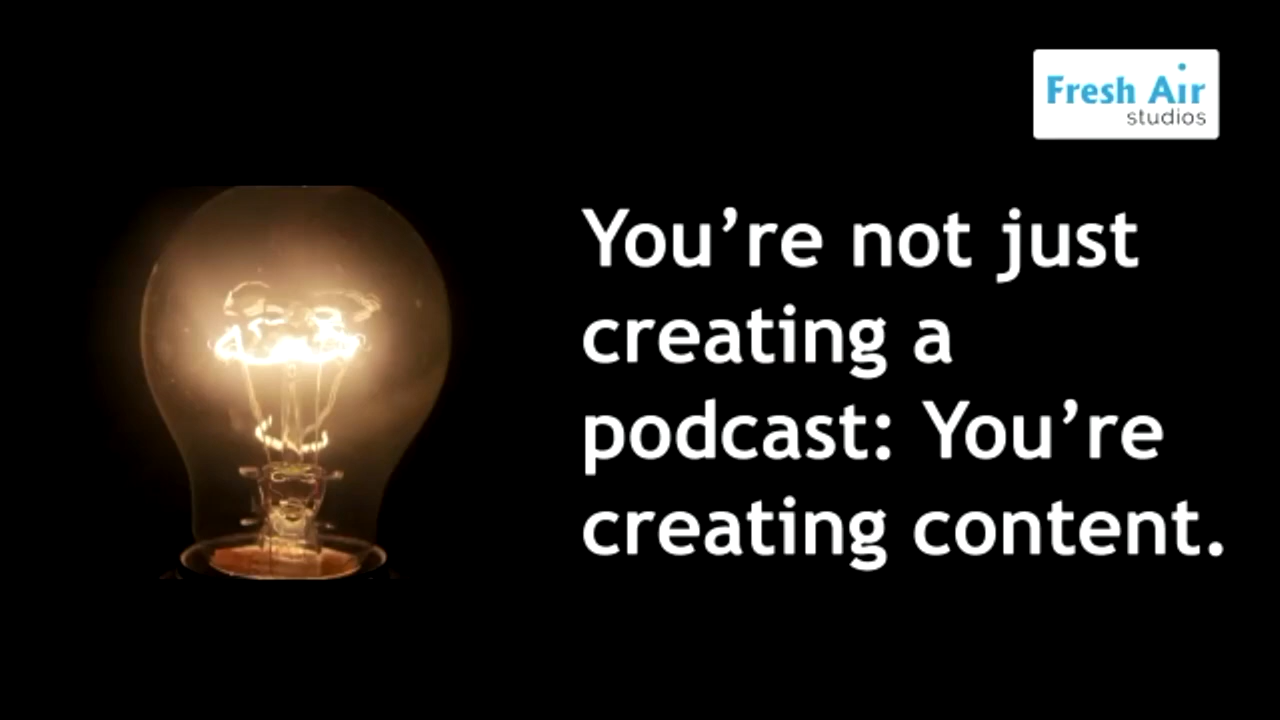 Fresh Air
studios
You’re not just
creating a
podcast: You’re
creating content.